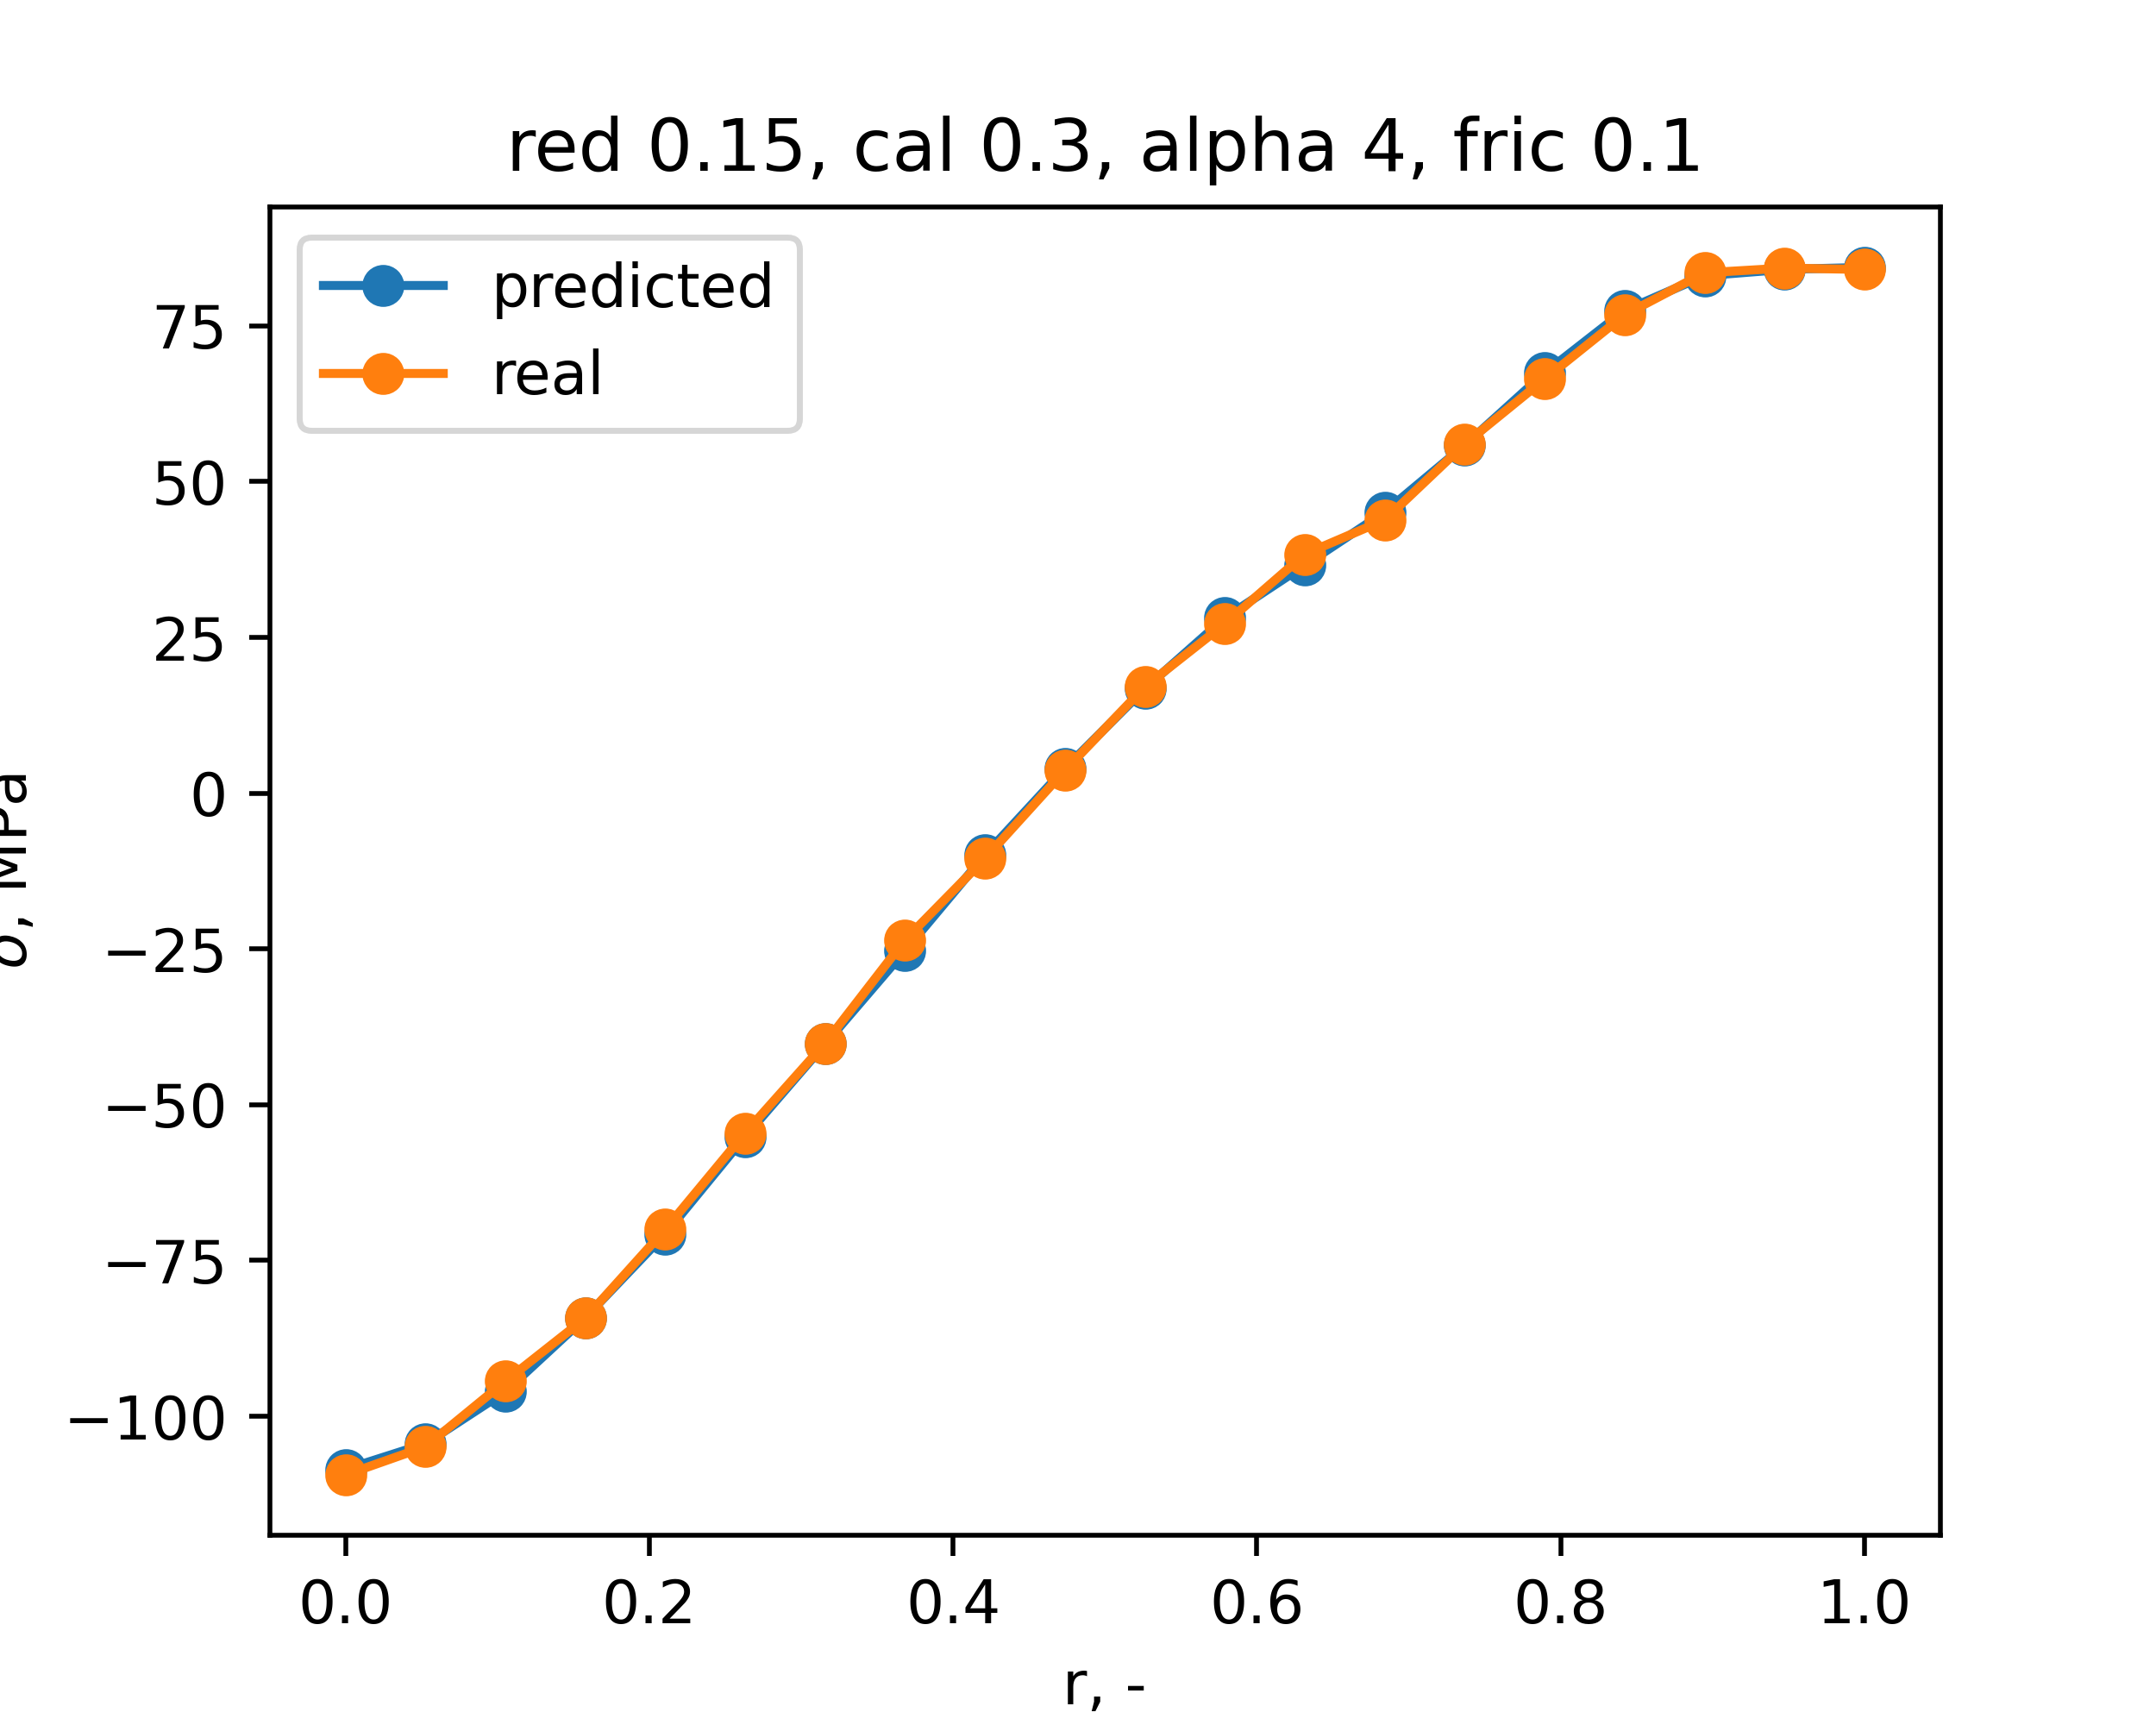 red 0.15, cal 0.3, alpha 4, fric 0.1
predicted
real
75
50
25
0
−25
−50
−75
−100
σ, MPa
0.0 0.2 0.4 0.6 0.8 1.0
r, -